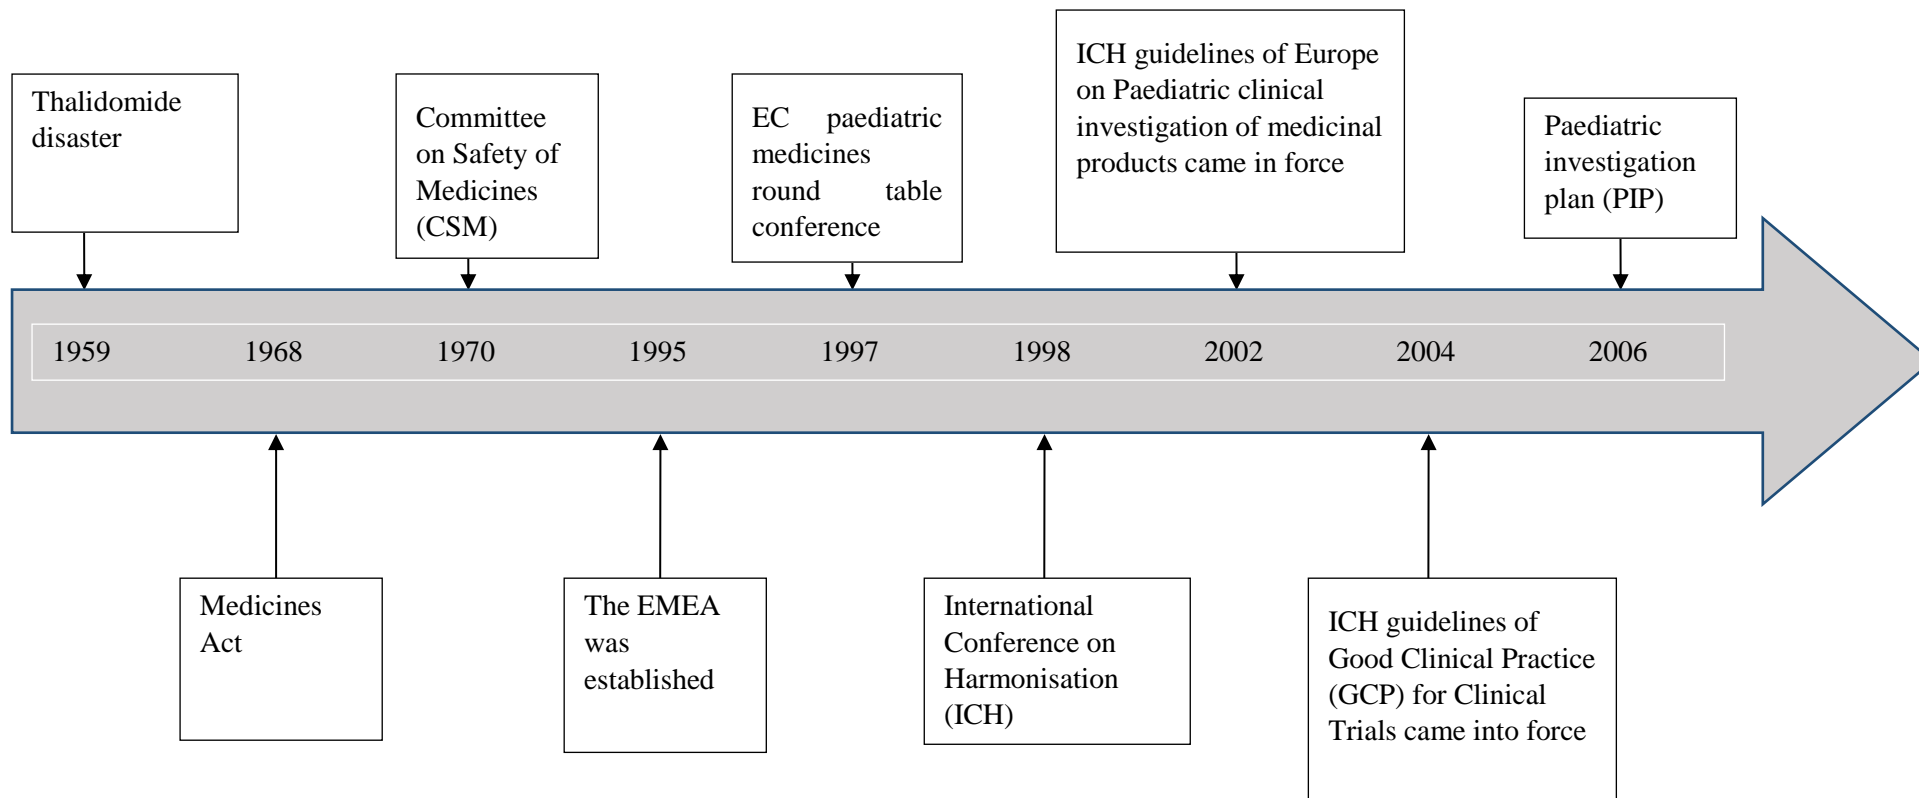 Thalidomide
disaster
Committee
on Safety of
Medicines
(CSM)
EC paediatric
medicines
round table
conference
ICH guidelines of Europe
on Paediatric clinical
investigation of medicinal
products came in force
Paediatric
investigation
plan (PIP)
1959 1968 1970 1995 1997 1998 2002 2004 2006
Medicines
Act
The EMEA
was
established
International
Conference on
Harmonisation
(ICH)
ICH guidelines of
Good Clinical Practice
(GCP) for Clinical
Trials came into force